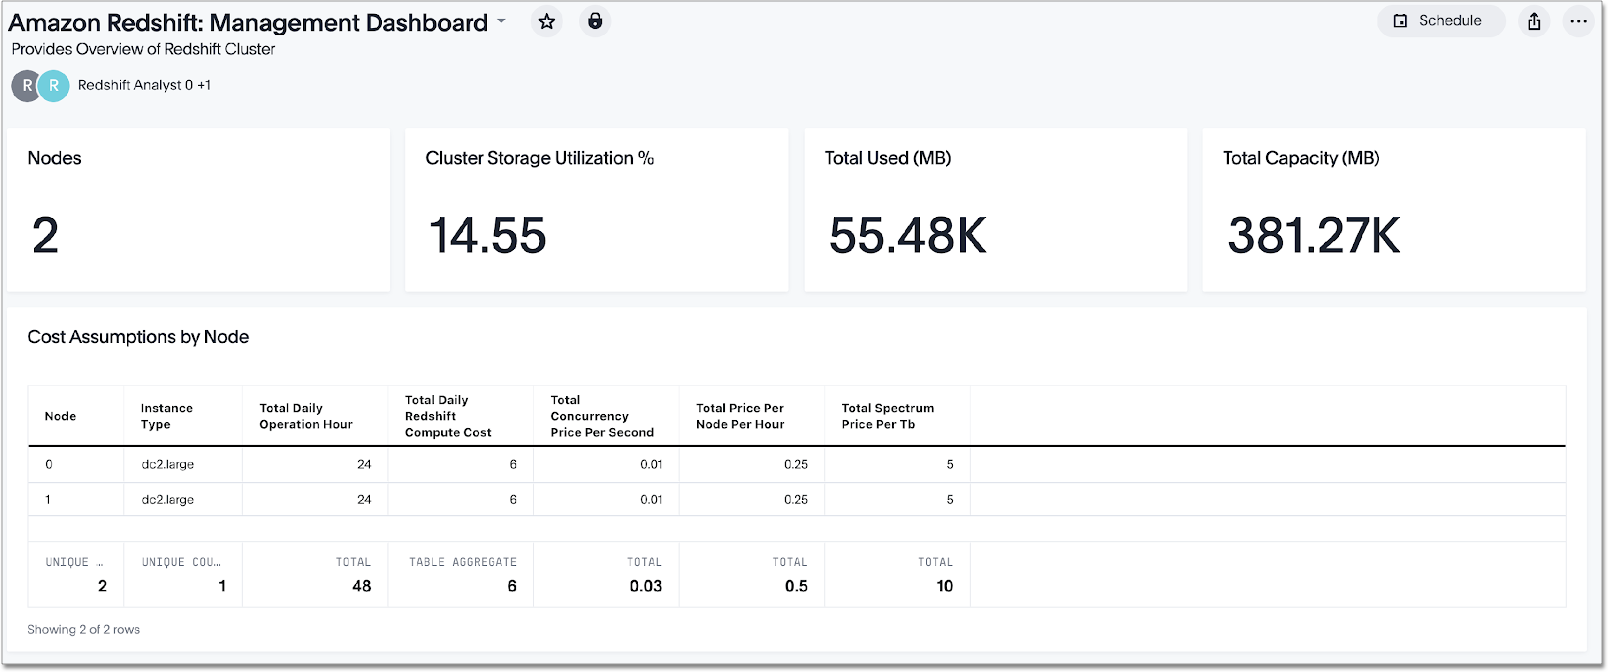 Amazon Redshift: Management Dashboard
Schedule
Provides Overview of Redshift Cluster
R R Redshift Analyst 0 +1
Nodes
2
Cluster Storage Utilization %
14.55
Total Used (MB)
55.48K
Total Capacity (MB)
381.27K
Cost Assumptions by Node
Node
Instance
Type
Total Daily
Operation Hour
Total Daily
Redshift
Compute Cost
Total
Concurrency
Price Per Second
Total Price Per
Node Per Hour
Total Spectrum
Price Per Tb
0 dc2.large 24 6 0.01 0.25 5
1 dc2.large 24 6 0.01 0.25 5
UNIQUE … UNIQUE COU… TOTAL TABLE AGGREGATE TOTAL TOTAL TOTAL
2 1 48 6 0.03 0.5 10
Showing 2 of 2 rows